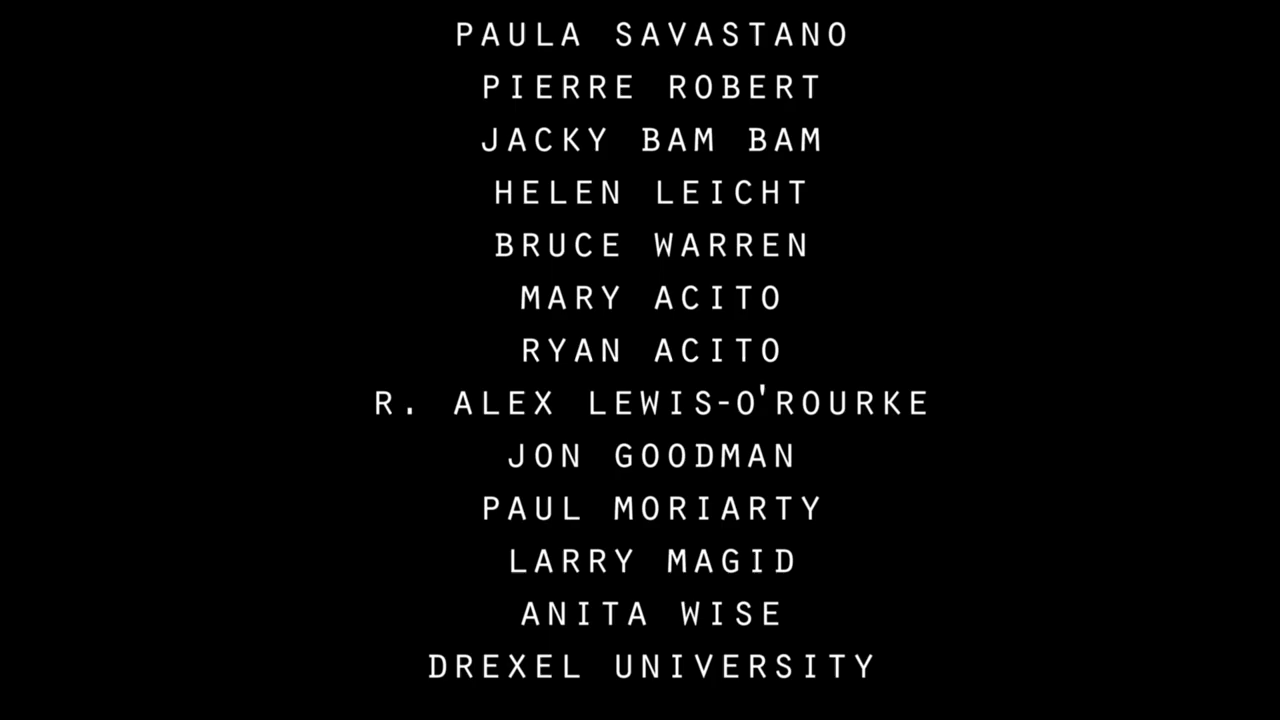 PAULA SAVASTANO
PIERRE ROBERT
JACKY BAM BAM
HELEN LEICHT
BRUCE WARREN
MARY ACITO
RYAN ACITO
R. ALEX LEWIS-O'ROURKE
JON GOODMAN
PAUL MORIARTY
LARRY MAGID
ANITA WISE
DREXEL UNIVERSITY